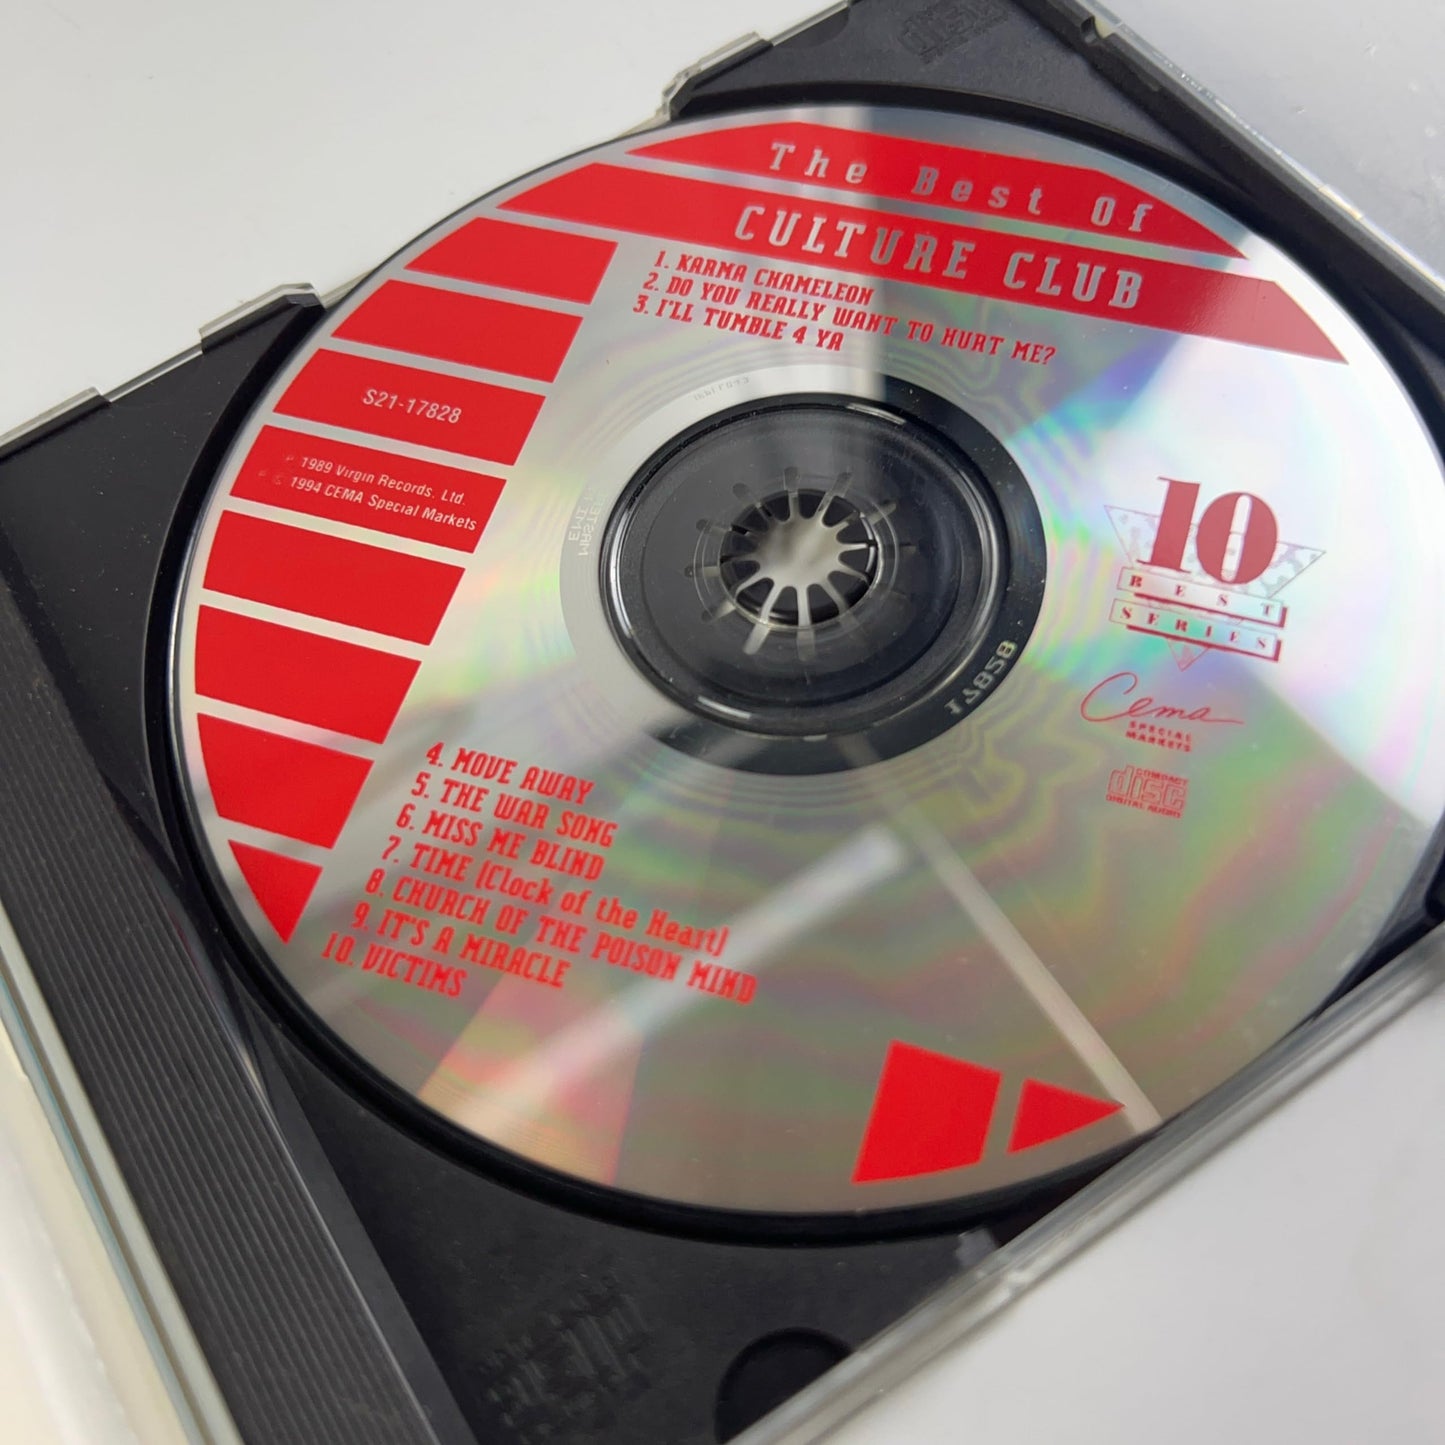 The Best Of
CULTURE CLUB
1. KARMA CHAMELEON
2. DO YOU REALLY WANT TO HURT ME?
3. I'LL TUMBLE 4 YA
S21-17828
℗ 1989 Virgin Records, Ltd.
© 1994 CEMA Special Markets
10
BEST
SERIES
Cema
SPECIAL
MARKETS
COMPACT
disc
DIGITAL AUDIO
17828
4. MOVE AWAY
5. THE WAR SONG
6. MISS ME BLIND
7. TIME (Clock of the Heart)
8. CHURCH OF THE POISON MIND
9. IT'S A MIRACLE
10. VICTIMS